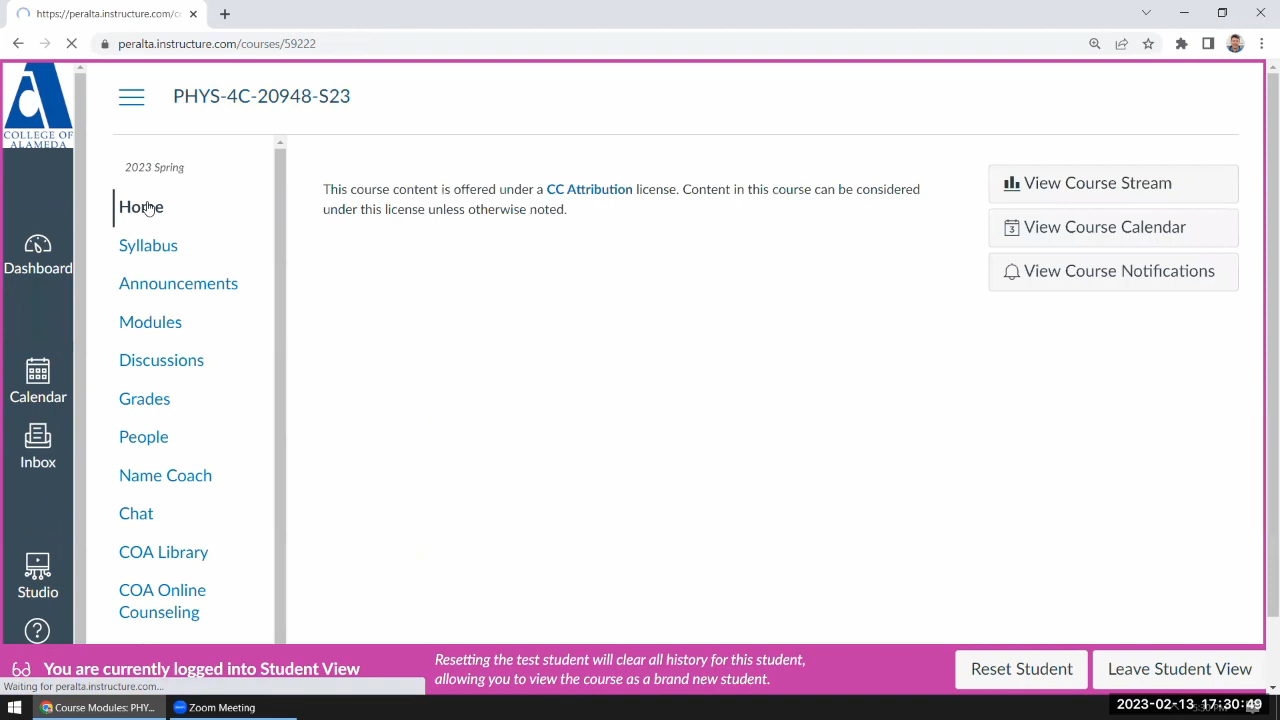 https://peralta.instructure.com/c
peralta.instructure.com/courses/59222
COLLEGE OF
ALAMEDA
PHYS-4C-20948-S23
2023 Spring
Home
Syllabus
Announcements
Modules
Discussions
Grades
People
Name Coach
Chat
COA Library
COA Online
Counseling
Dashboard
Calendar
Inbox
Studio
This course content is offered under a CC Attribution license. Content in this course can be considered
under this license unless otherwise noted.
View Course Stream
3 View Course Calendar
View Course Notifications
You are currently logged into Student View
Resetting the test student will clear all history for this student,
allowing you to view the course as a brand new student.
Reset Student
Leave Student View
Waiting for peralta.instructure.com...
Course Modules: PHY...
Zoom Meeting
2023-02-13 17:30:49